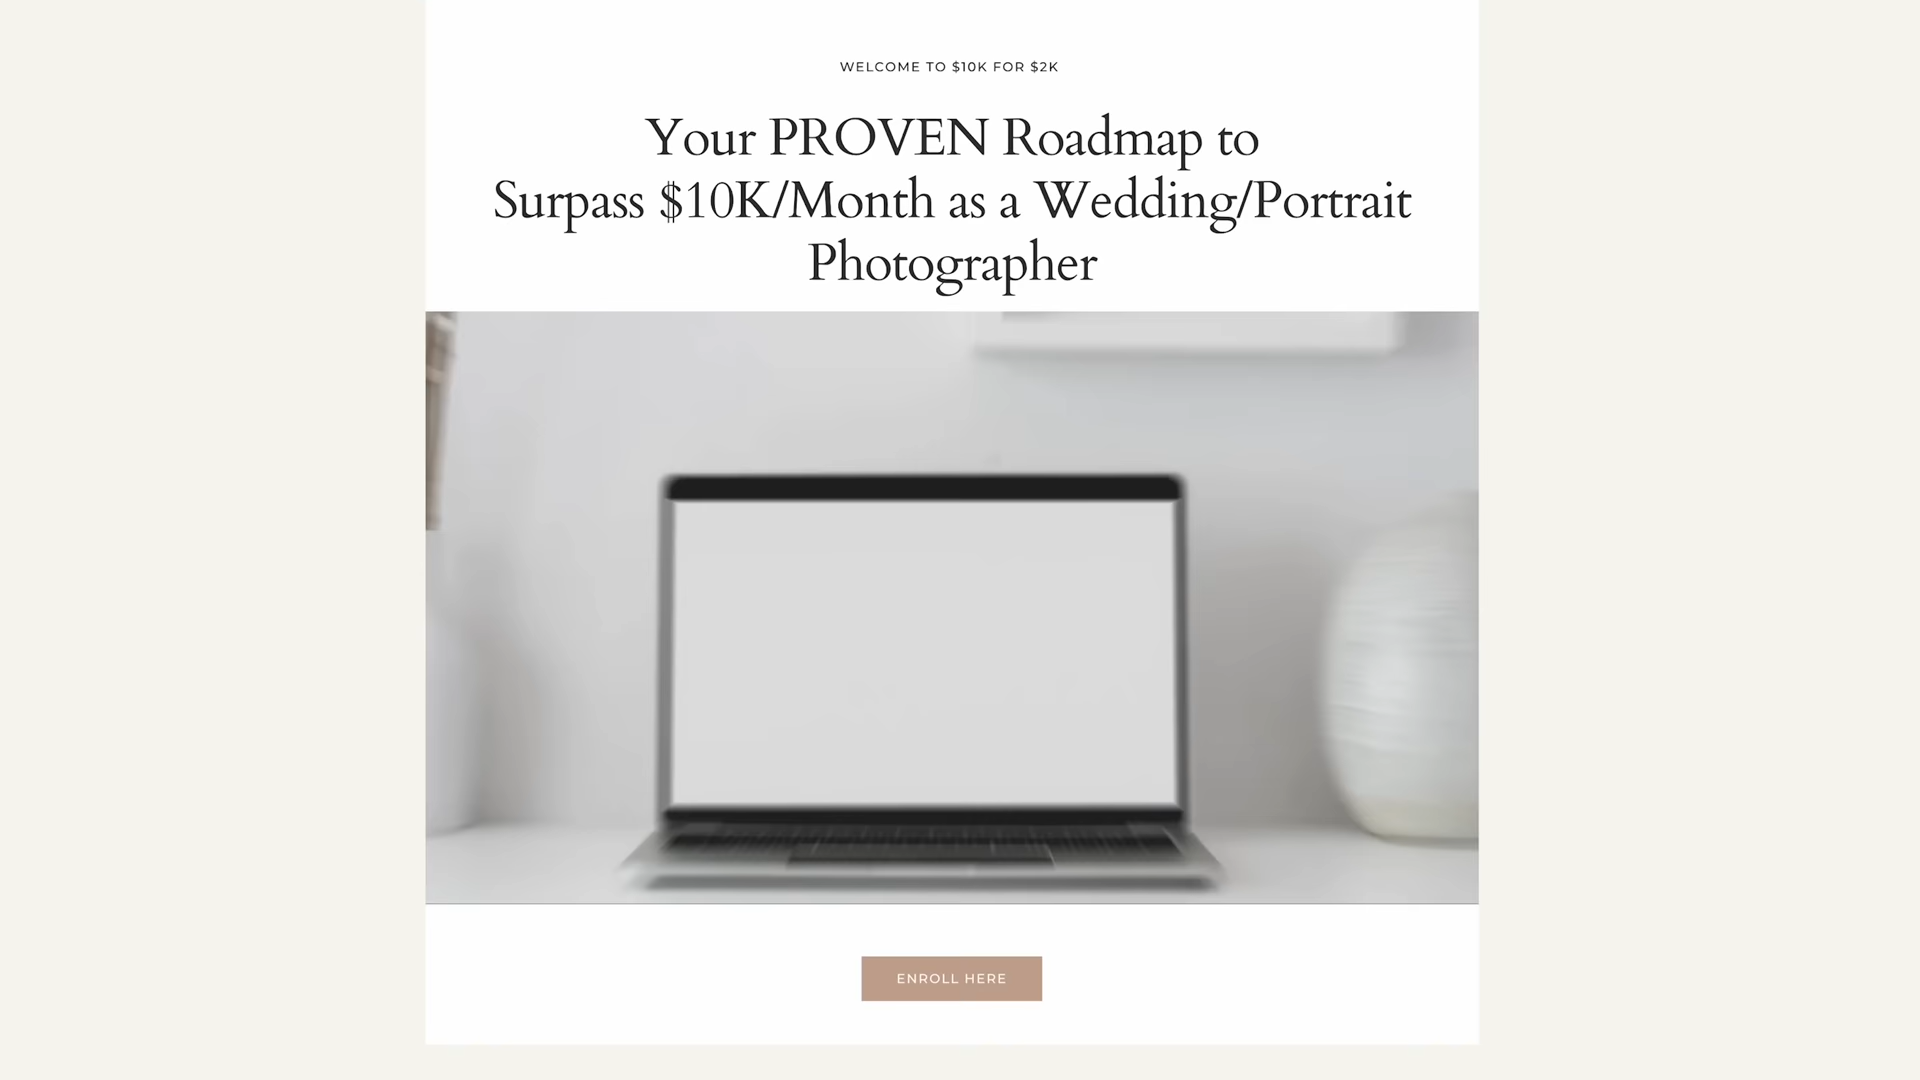 WELCOME TO $10K FOR $2K
Your PROVEN Roadmap to
Surpass $10K/Month as a Wedding/Portrait
Photographer
ENROLL HERE